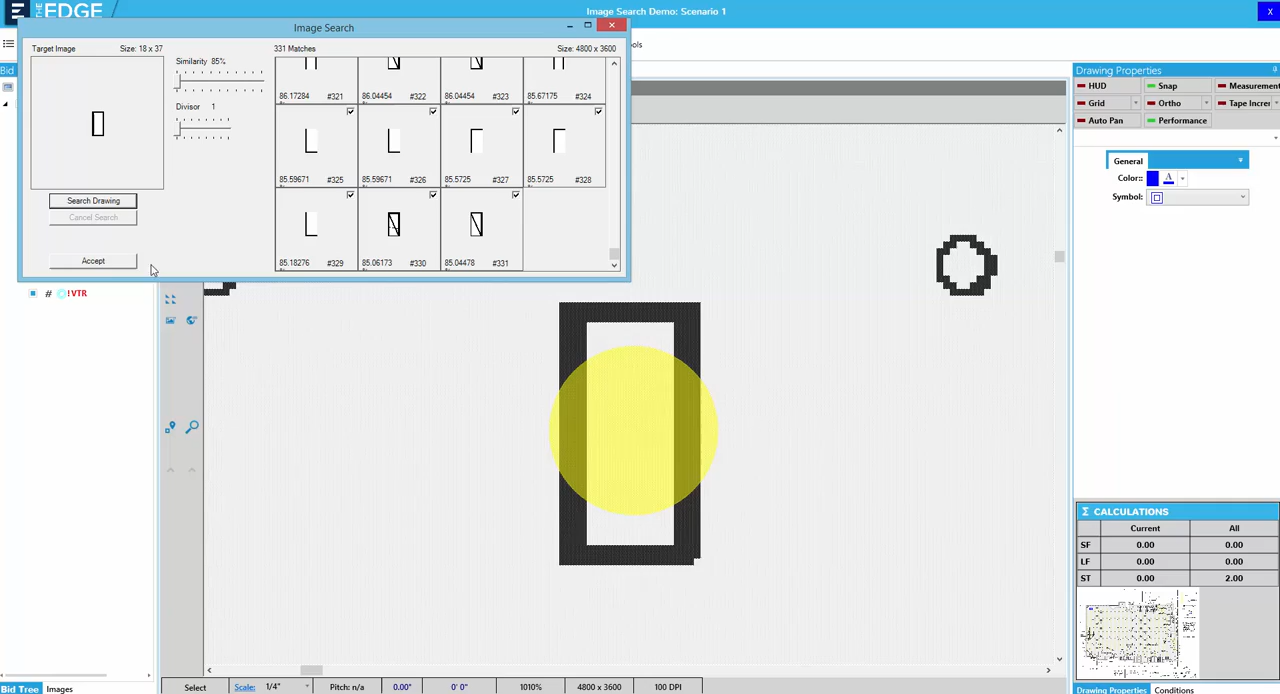 THE EDGE
Image Search Demo: Scenario 1
X
Image Search
ols
Bid
Target Image
Size: 18 x 37
Search Drawing
Cancel Search
Accept
Similarity 85%
Divisor 1
331 Matches
Size: 4800 x 3600
86.17284 #321
86.04454 #322
86.04454 #323
85.67175 #324
85.59671 #325
85.59671 #326
85.5725 #327
85.5725 #328
85.18276 #329
85.06173 #330
85.04478 #331
# !VTR
Drawing Properties
HUD
Snap
Measurement
Grid
Ortho
Tape Increr
Auto Pan
Performance
General
Color::
A
Symbol:
Σ CALCULATIONS
Current All
SF 0.00 0.00
LF 0.00 0.00
ST 0.00 2.00
Bid Tree
Images
Select
Scale: 1/4"
Pitch: n/a
0.00°
0' 0"
1010%
4800 x 3600
100 DPI
Drawing Properties
Conditions